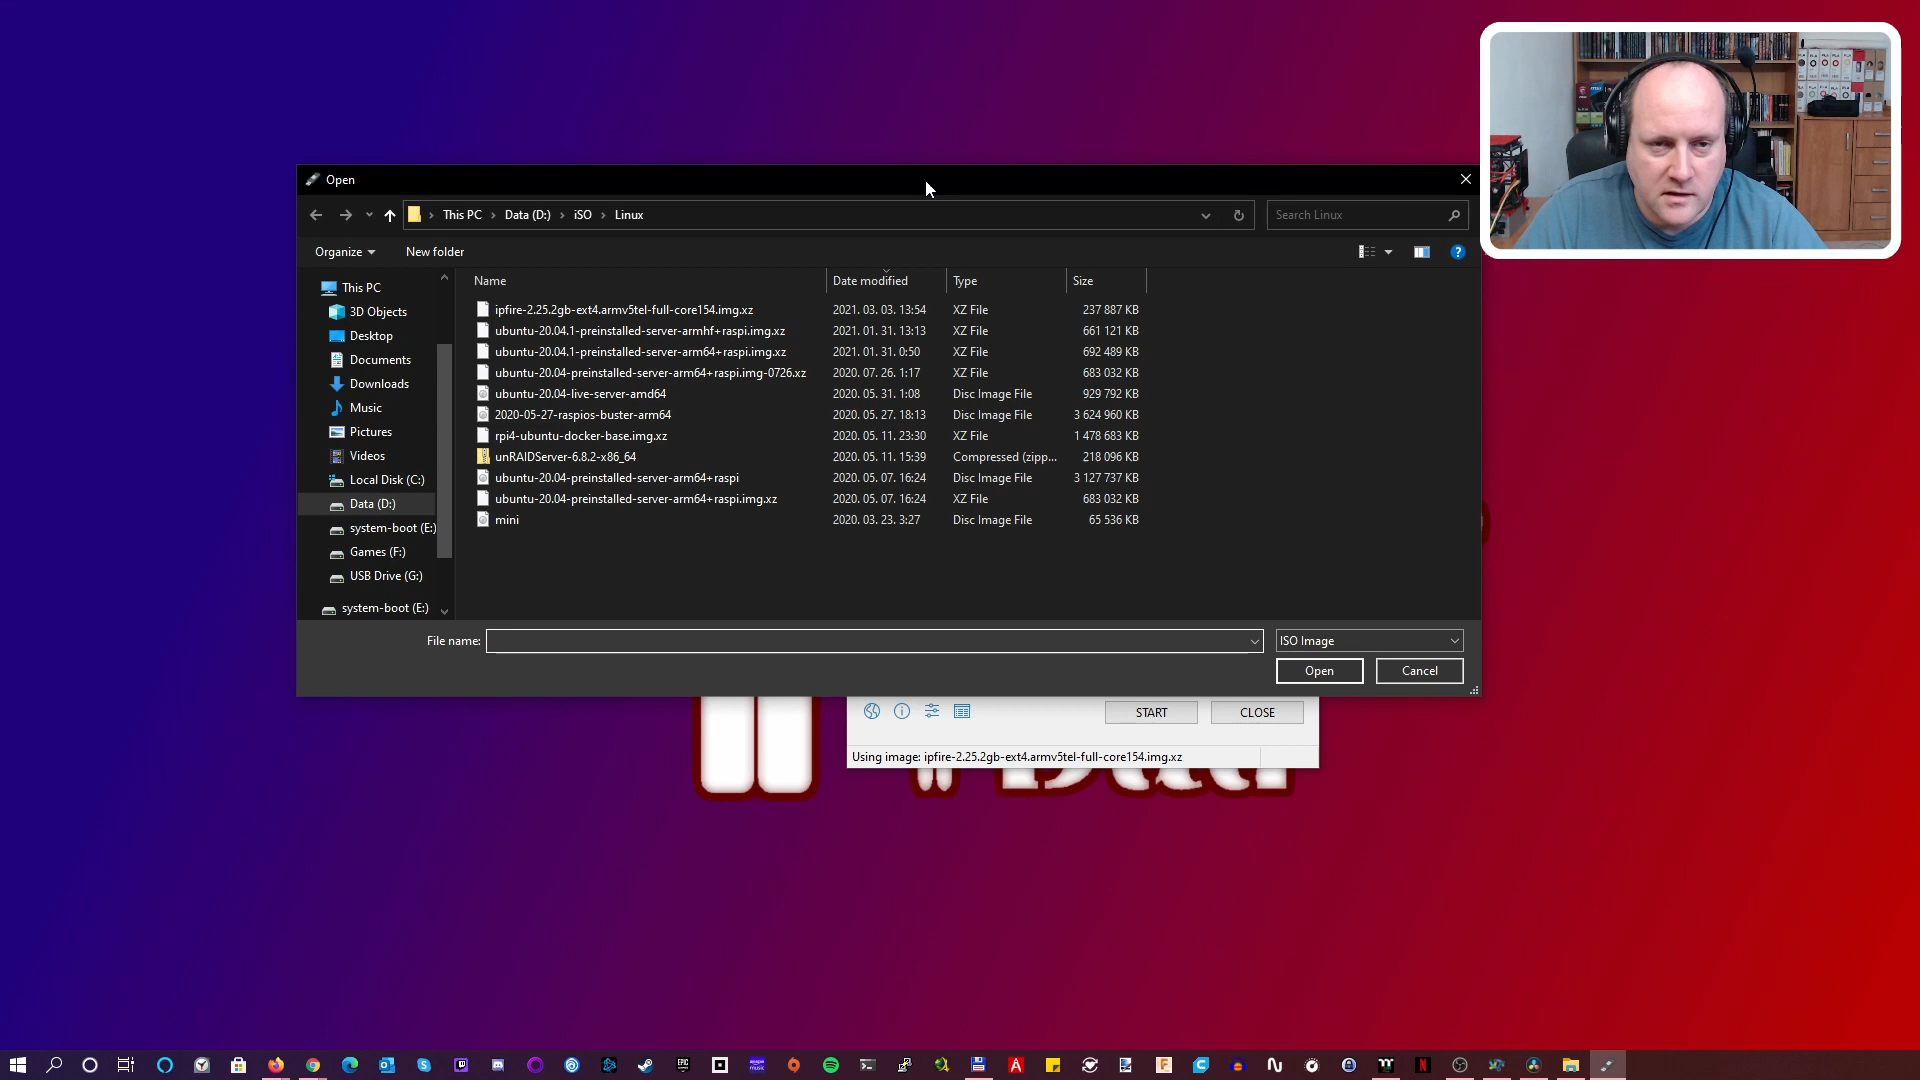 Open
This PC
Data (D:)
iSO
Linux
Search Linux
Organize
New folder
Name
Date modified
Type
Size
This PC
3D Objects
Desktop
Documents
Downloads
Music
Pictures
Videos
Local Disk (C:)
Data (D:)
system-boot (E:)
Games (F:)
USB Drive (G:)
system-boot (E:)
ipfire-2.25.2gb-ext4.armv5tel-full-core154.img.xz 2021. 03. 03. 13:54 XZ File 237 887 KB
ubuntu-20.04.1-preinstalled-server-armhf+raspi.img.xz 2021. 01. 31. 13:13 XZ File 661 121 KB
ubuntu-20.04.1-preinstalled-server-arm64+raspi.img.xz 2021. 01. 31. 0:50 XZ File 692 489 KB
ubuntu-20.04-preinstalled-server-arm64+raspi.img-0726.xz 2020. 07. 26. 1:17 XZ File 683 032 KB
ubuntu-20.04-live-server-amd64 2020. 05. 31. 1:08 Disc Image File 929 792 KB
2020-05-27-raspios-buster-arm64 2020. 05. 27. 18:13 Disc Image File 3 624 960 KB
rpi4-ubuntu-docker-base.img.xz 2020. 05. 11. 23:30 XZ File 1 478 683 KB
unRAIDServer-6.8.2-x86_64 2020. 05. 11. 15:39 Compressed (zipp... 218 096 KB
ubuntu-20.04-preinstalled-server-arm64+raspi 2020. 05. 07. 16:24 Disc Image File 3 127 737 KB
ubuntu-20.04-preinstalled-server-arm64+raspi.img.xz 2020. 05. 07. 16:24 XZ File 683 032 KB
mini 2020. 03. 23. 3:27 Disc Image File 65 536 KB
File name:
ISO Image
Open
Cancel
START
CLOSE
Using image: ipfire-2.25.2gb-ext4.armv5tel-full-core154.img.xz